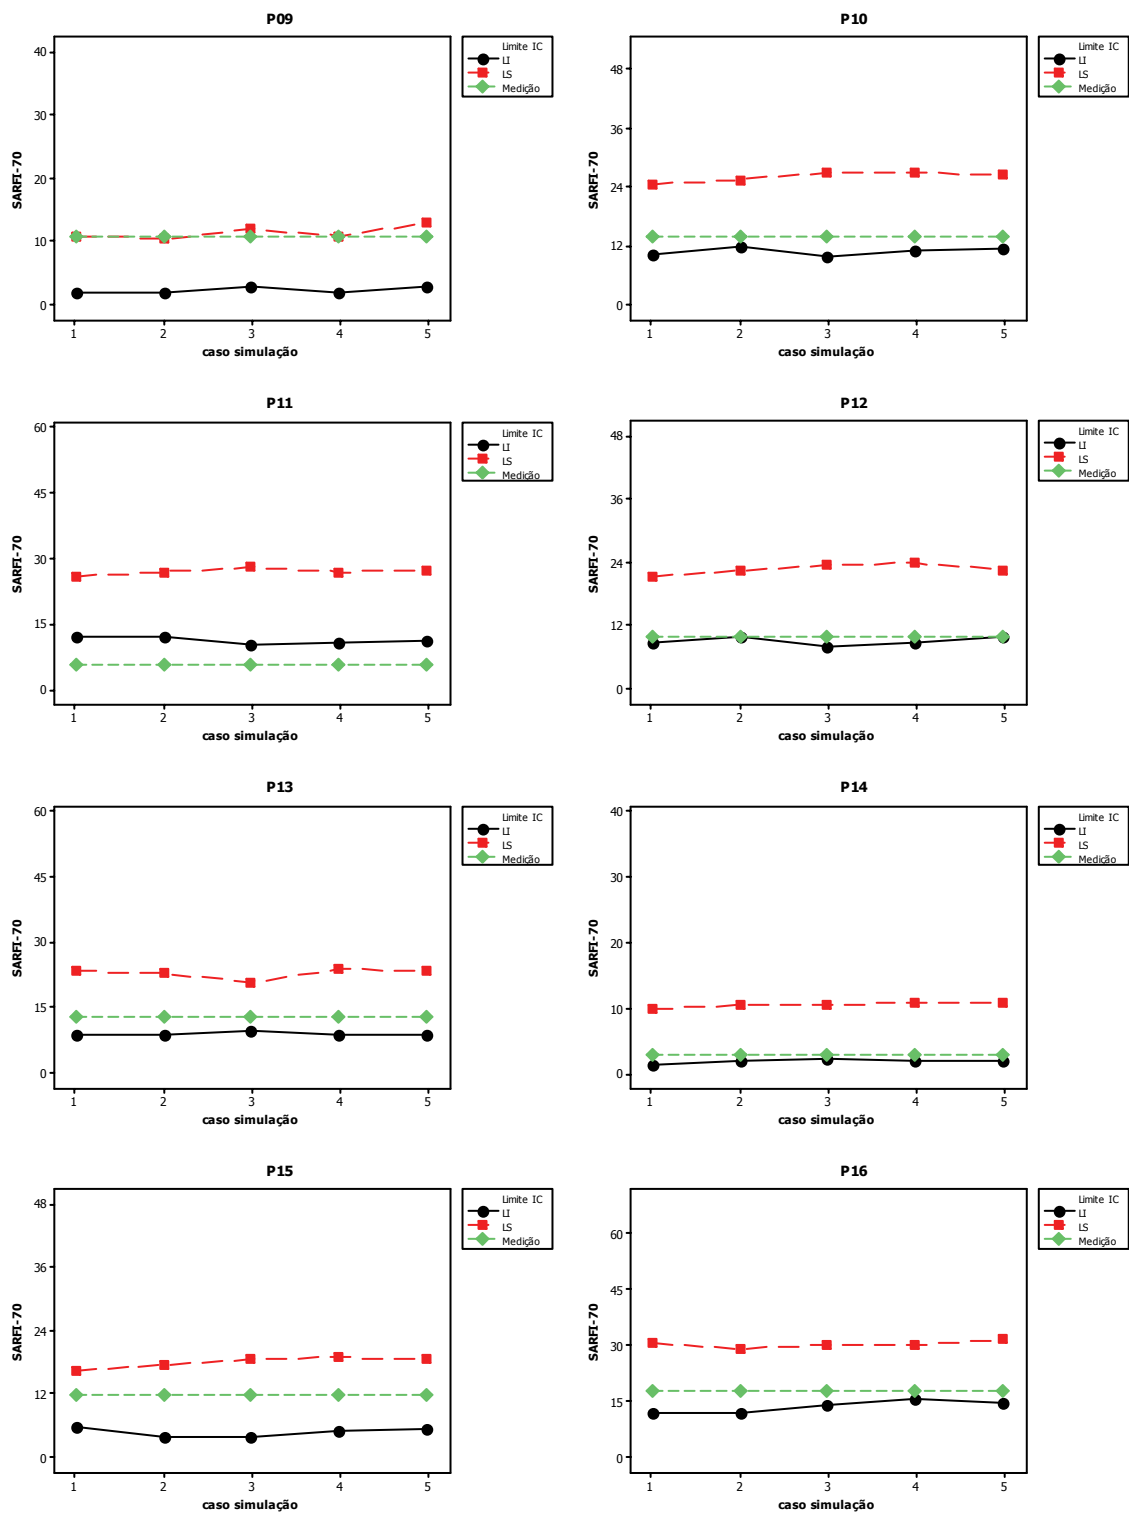 P09
40
30
20
10
0
SARFI-70
1 2 3 4 5
caso simulação
Limite IC
LI
LS
Medição
P10
48
36
24
12
0
SARFI-70
1 2 3 4 5
caso simulação
Limite IC
LI
LS
Medição
P11
60
45
30
15
0
SARFI-70
1 2 3 4 5
caso simulação
Limite IC
LI
LS
Medição
P12
48
36
24
12
0
SARFI-70
1 2 3 4 5
caso simulação
Limite IC
LI
LS
Medição
P13
60
45
30
15
0
SARFI-70
1 2 3 4 5
caso simulação
Limite IC
LI
LS
Medição
P14
40
30
20
10
0
SARFI-70
1 2 3 4 5
caso simulação
Limite IC
LI
LS
Medição
P15
48
36
24
12
0
SARFI-70
1 2 3 4 5
caso simulação
Limite IC
LI
LS
Medição
P16
60
45
30
15
0
SARFI-70
1 2 3 4 5
caso simulação
Limite IC
LI
LS
Medição